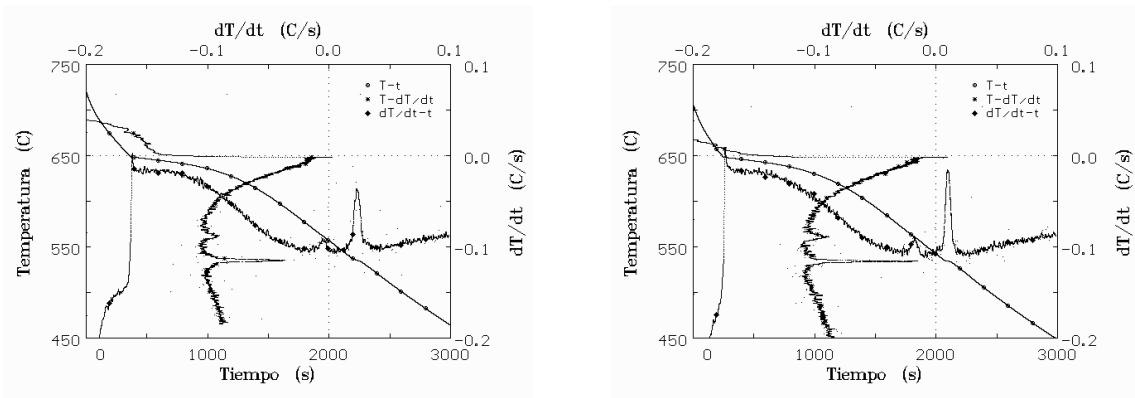 dT/dt (C/s)
-0.2 -0.1 0.0 0.1
750 0.1
T-t
T-dT/dt
dT/dt-t
650 0.0
Temperatura (C)
dT/dt (C/s)
550 -0.1
450 -0.2
0 1000 2000 3000
Tiempo (s)
dT/dt (C/s)
-0.2 -0.1 0.0 0.1
750 0.1
T-t
T-dT/dt
dT/dt-t
650 0.0
Temperatura (C)
dT/dt (C/s)
550 -0.1
450 -0.2
0 1000 2000 3000
Tiempo (s)